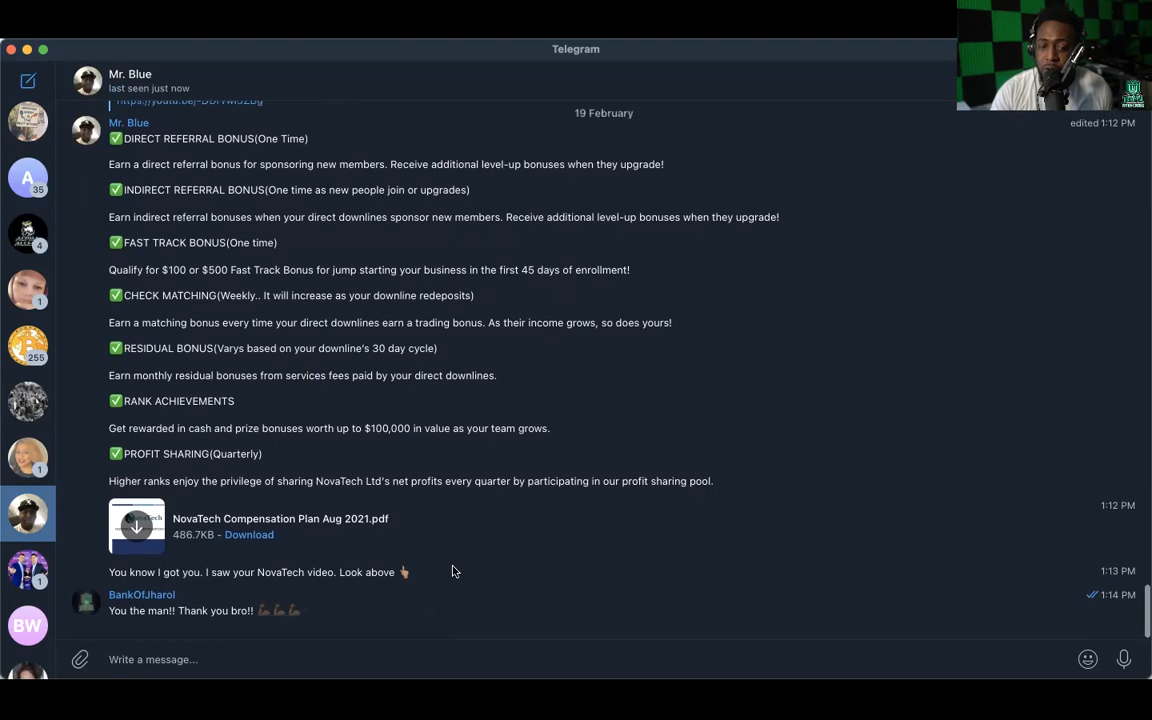 Telegram
Mr. Blue
last seen just now
19 February
Mr. Blue
edited 1:12 PM
✅DIRECT REFERRAL BONUS(One Time)
Earn a direct referral bonus for sponsoring new members. Receive additional level-up bonuses when they upgrade!
✅INDIRECT REFERRAL BONUS(One time as new people join or upgrades)
Earn indirect referral bonuses when your direct downlines sponsor new members. Receive additional level-up bonuses when they upgrade!
✅FAST TRACK BONUS(One time)
Qualify for $100 or $500 Fast Track Bonus for jump starting your business in the first 45 days of enrollment!
✅CHECK MATCHING(Weekly.. It will increase as your downline redeposits)
Earn a matching bonus every time your direct downlines earn a trading bonus. As their income grows, so does yours!
✅RESIDUAL BONUS(Varys based on your downline's 30 day cycle)
Earn monthly residual bonuses from services fees paid by your direct downlines.
✅RANK ACHIEVEMENTS
Get rewarded in cash and prize bonuses worth up to $100,000 in value as your team grows.
✅PROFIT SHARING(Quarterly)
Higher ranks enjoy the privilege of sharing NovaTech Ltd's net profits every quarter by participating in our profit sharing pool.
1:12 PM
NovaTech Compensation Plan Aug 2021.pdf
486.7KB - Download
You know I got you. I saw your NovaTech video. Look above 👆🏽
1:13 PM
BankOfJharol
1:14 PM
You the man!! Thank you bro!! 💪🏿💪🏿💪🏿
Write a message...
A
35
4
1
255
1
1
BW